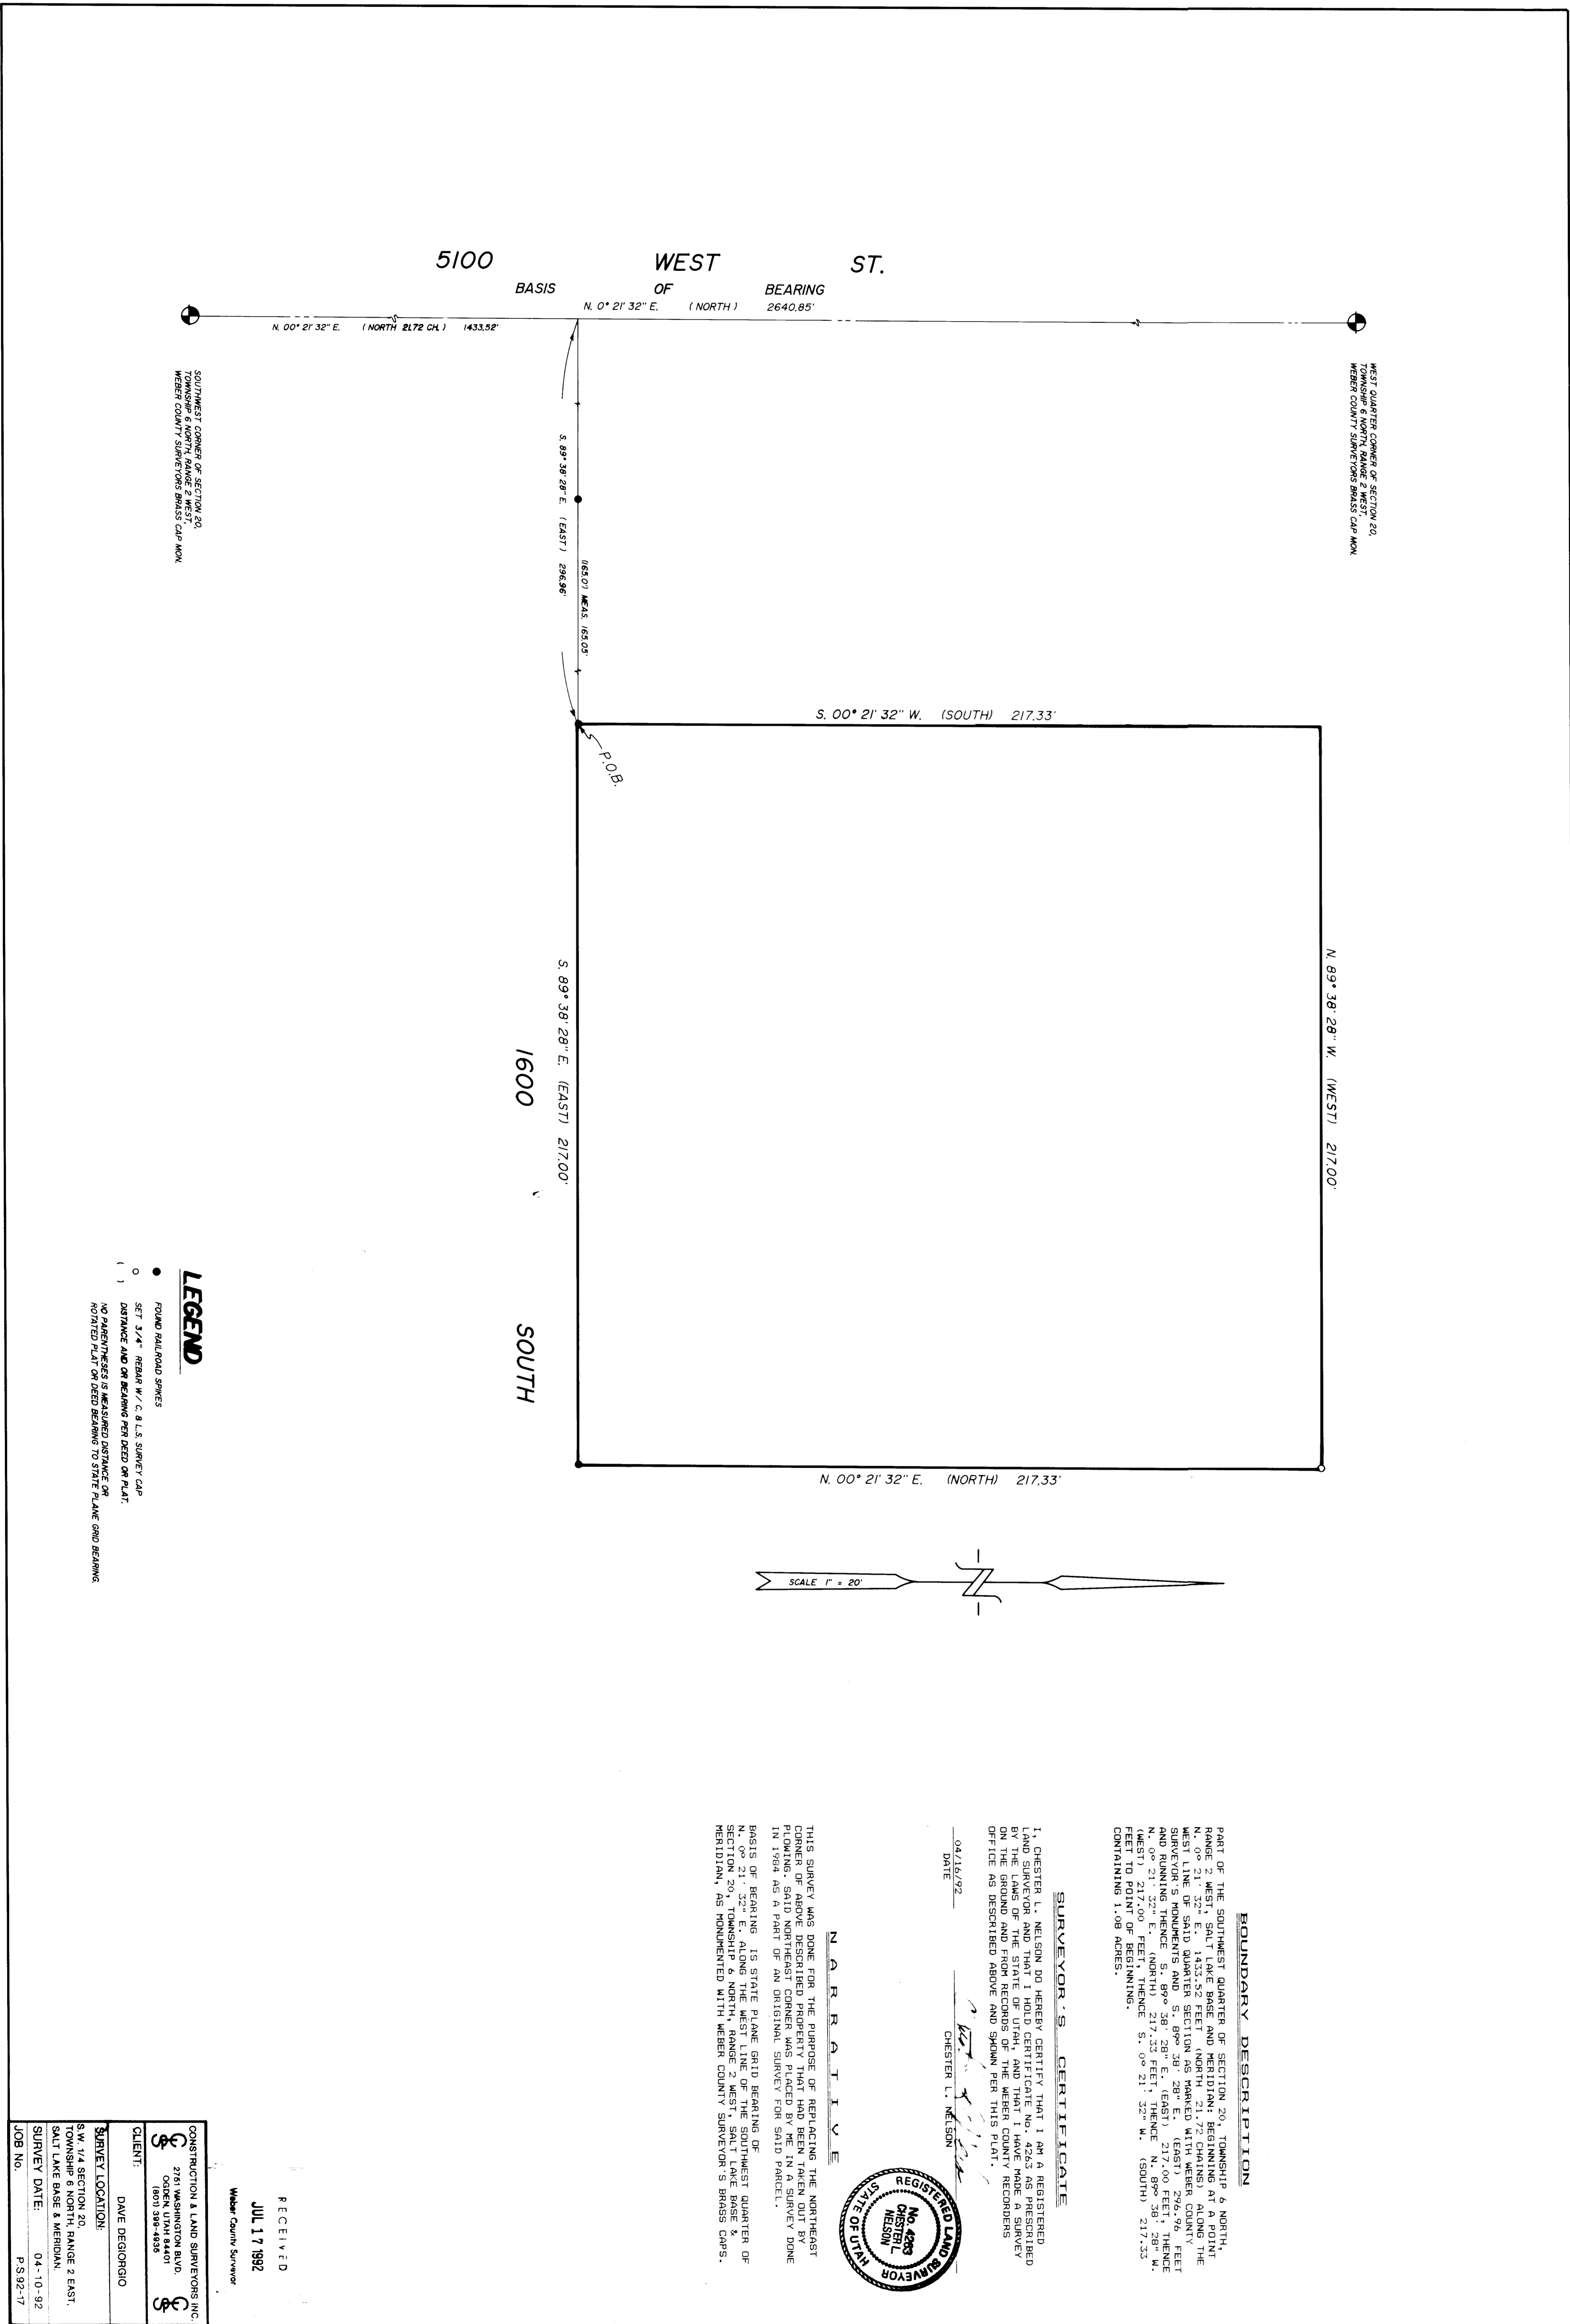 5100 WEST ST.
BASIS OF BEARING
N. 0° 21' 32" E. ( NORTH ) 2640.85'
N. 00° 21' 32" E. ( NORTH 21.72 CH. ) 1433.52'
WEST QUARTER CORNER OF SECTION 20,
TOWNSHIP 6 NORTH, RANGE 2 WEST,
WEBER COUNTY SURVEYORS BRASS CAP MON.
SOUTHWEST CORNER OF SECTION 20,
TOWNSHIP 6 NORTH, RANGE 2 WEST,
WEBER COUNTY SURVEYORS BRASS CAP MON.
S. 89° 38' 28" E. ( EAST ) 296.96'
(165.0') MEAS. 165.05'
S. 00° 21' 32" W. (SOUTH) 217.33'
P.O.B.
N. 89° 38' 28" W. (WEST) 217.00'
S. 89° 38' 28" E. (EAST) 217.00'
1600 SOUTH
N. 00° 21' 32" E. (NORTH) 217.33'
SCALE 1" = 20'
N
LEGEND
FOUND RAILROAD SPIKES
SET 3/4" REBAR W/ C. & L.S. SURVEY CAP
( ) DISTANCE AND OR BEARING PER DEED OR PLAT.
NO PARENTHESES IS MEASURED DISTANCE OR
ROTATED PLAT OR DEED BEARING TO STATE PLANE GRID BEARING.
BOUNDARY DESCRIPTION
PART OF THE SOUTHWEST QUARTER OF SECTION 20, TOWNSHIP 6 NORTH,
RANGE 2 WEST, SALT LAKE BASE AND MERIDIAN: BEGINNING AT A POINT
N. 0° 21' 32" E. 1433.52 FEET (NORTH 21.72 CHAINS) ALONG THE
WEST LINE OF SAID QUARTER SECTION AS MARKED WITH WEBER COUNTY
SURVEYOR'S MONUMENTS AND S. 89° 38' 28" E. (EAST) 296.96 FEET
AND RUNNING THENCE S. 89° 38' 28" E. (EAST) 217.00 FEET, THENCE
N. 0° 21' 32" E. (NORTH) 217.33 FEET, THENCE N. 89° 38' 28" W.
(WEST) 217.00 FEET, THENCE S. 0° 21' 32" W. (SOUTH) 217.33
FEET TO POINT OF BEGINNING.
CONTAINING 1.08 ACRES.
SURVEYOR'S CERTIFICATE
I, CHESTER L. NELSON DO HEREBY CERTIFY THAT I AM A REGISTERED
LAND SURVEYOR AND THAT I HOLD CERTIFICATE No. 4263 AS PRESCRIBED
BY THE LAWS OF THE STATE OF UTAH, AND THAT I HAVE MADE A SURVEY
ON THE GROUND AND FROM RECORDS OF THE WEBER COUNTY RECORDERS
OFFICE AS DESCRIBED ABOVE AND SHOWN PER THIS PLAT.
04/16/92
DATE
CHESTER L. NELSON
REGISTERED LAND SURVEYOR
No. 4263
CHESTER L.
NELSON
STATE OF UTAH
NARRATIVE
THIS SURVEY WAS DONE FOR THE PURPOSE OF REPLACING THE NORTHEAST
CORNER OF ABOVE DESCRIBED PROPERTY THAT HAD BEEN TAKEN OUT BY
PLOWING. SAID NORTHEAST CORNER WAS PLACED BY ME IN A SURVEY DONE
IN 1984 AS A PART OF AN ORIGINAL SURVEY FOR SAID PARCEL.
BASIS OF BEARING IS STATE PLANE GRID BEARING OF
N. 0° 21' 32" E. ALONG THE WEST LINE OF THE SOUTHWEST QUARTER OF
SECTION 20, TOWNSHIP 6 NORTH, RANGE 2 WEST, SALT LAKE BASE &
MERIDIAN, AS MONUMENTED WITH WEBER COUNTY SURVEYOR'S BRASS CAPS.
RECEIVED
JUL 17 1992
Weber County Surveyor
CONSTRUCTION & LAND SURVEYORS INC.
2751 WASHINGTON BLVD.
OGDEN, UTAH 84401
(801) 399-4935
CLIENT:
DAVE DEGIORGIO
SURVEY LOCATION:
S.W. 1/4 SECTION 20,
TOWNSHIP 6 NORTH, RANGE 2 EAST,
SALT LAKE BASE & MERIDIAN.
SURVEY DATE: 04-10-92
JOB No. P.S.92-17